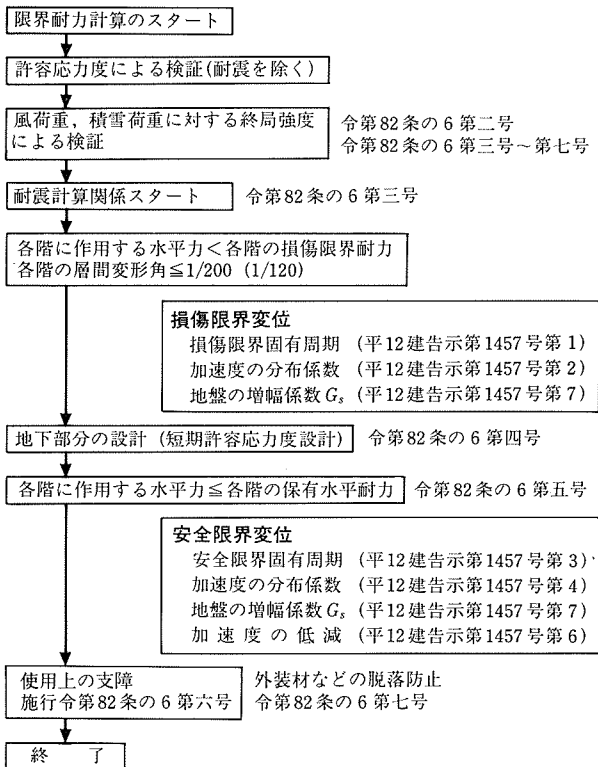 限界耐力計算のスタート
許容応力度による検証(耐震を除く)
風荷重,積雪荷重に対する終局強度
による検証
令第82条の6第二号
令第82条の6第三号～第七号
耐震計算関係スタート
令第82条の6第三号
各階に作用する水平力<各階の損傷限界耐力
各階の層間変形角≦1/200 (1/120)
損傷限界変位
損傷限界固有周期 (平12建告示第1457号第1)
加速度の分布係数 (平12建告示第1457号第2)
地盤の増幅係数Gs (平12建告示第1457号第7)
地下部分の設計 (短期許容応力度設計)
令第82条の6第四号
各階に作用する水平力≦各階の保有水平耐力
令第82条の6第五号
安全限界変位
安全限界固有周期 (平12建告示第1457号第3)
加速度の分布係数 (平12建告示第1457号第4)
地盤の増幅係数Gs (平12建告示第1457号第7)
加速度の低減 (平12建告示第1457号第6)
使用上の支障
施行令第82条の6第六号
外装材などの脱落防止
令第82条の6第七号
終 了